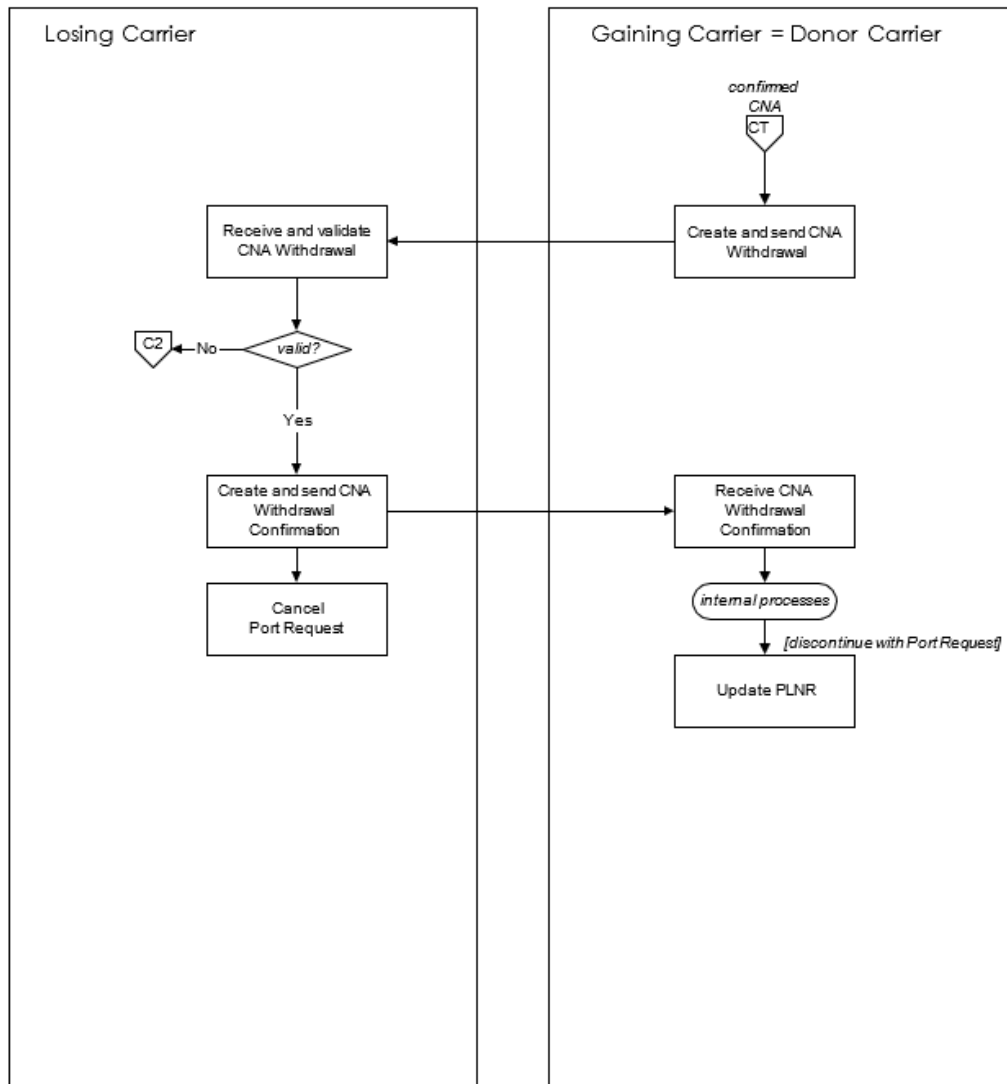 Losing Carrier
Gaining Carrier = Donor Carrier
confirmed
CNA
CT
Receive and validate
CNA Withdrawal
Create and send CNA
Withdrawal
C2
No
valid?
Yes
Create and send CNA
Withdrawal
Confirmation
Receive CNA
Withdrawal
Confirmation
Cancel
Port Request
internal processes
[discontinue with Port Request]
Update PLNR